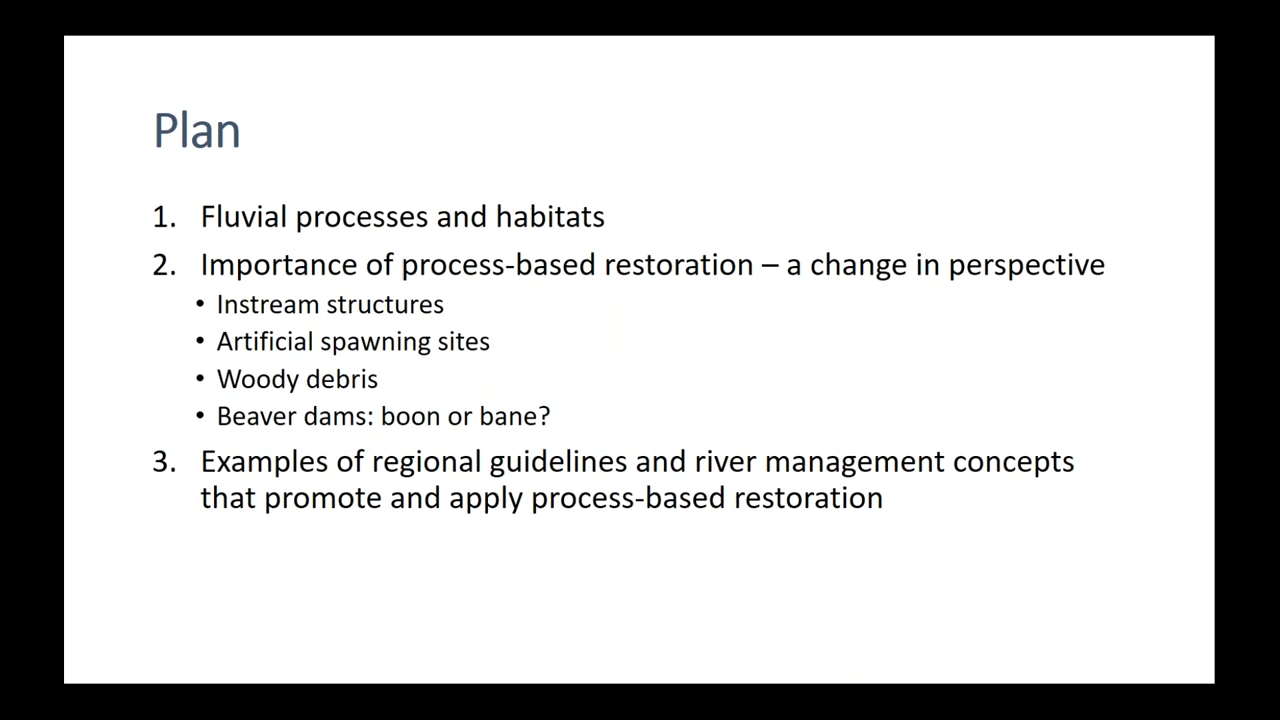 Plan
1. Fluvial processes and habitats
2. Importance of process-based restoration – a change in perspective
• Instream structures
• Artificial spawning sites
• Woody debris
• Beaver dams: boon or bane?
3. Examples of regional guidelines and river management concepts
that promote and apply process-based restoration